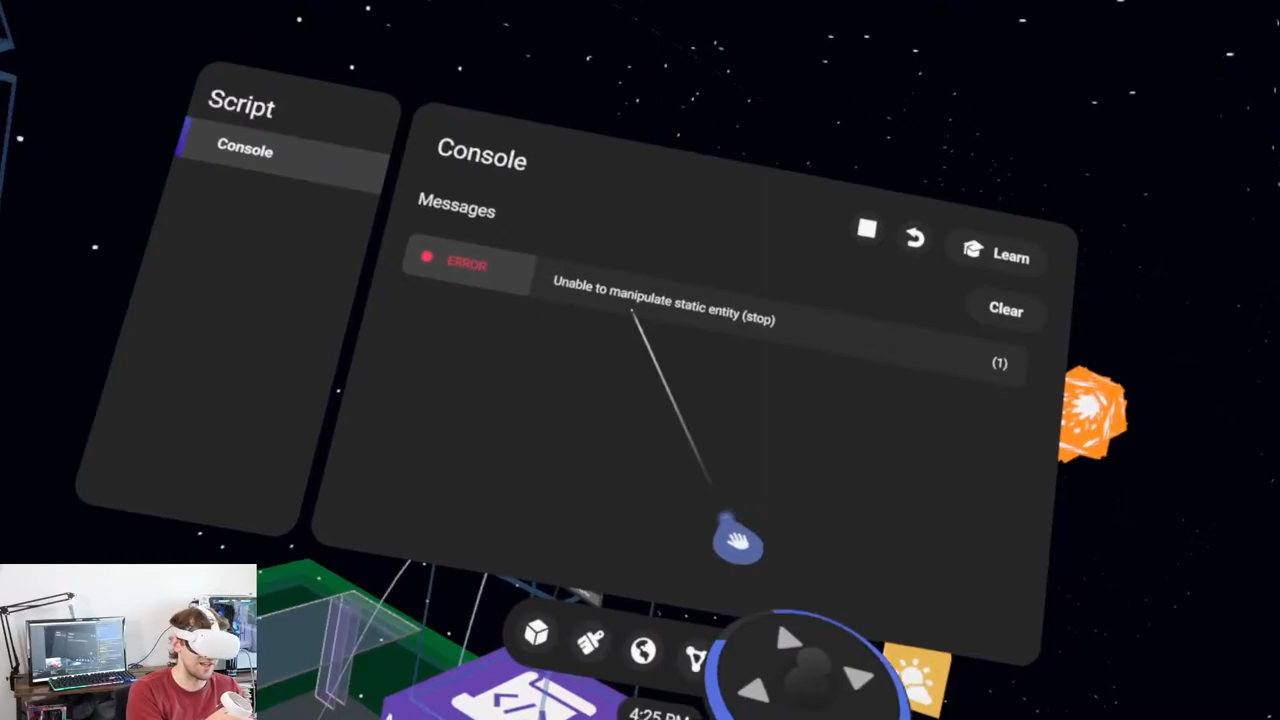 Script
Console
Console
Messages
Learn
ERROR
Unable to manipulate static entity (stop)
Clear
(1)
4:25 PM